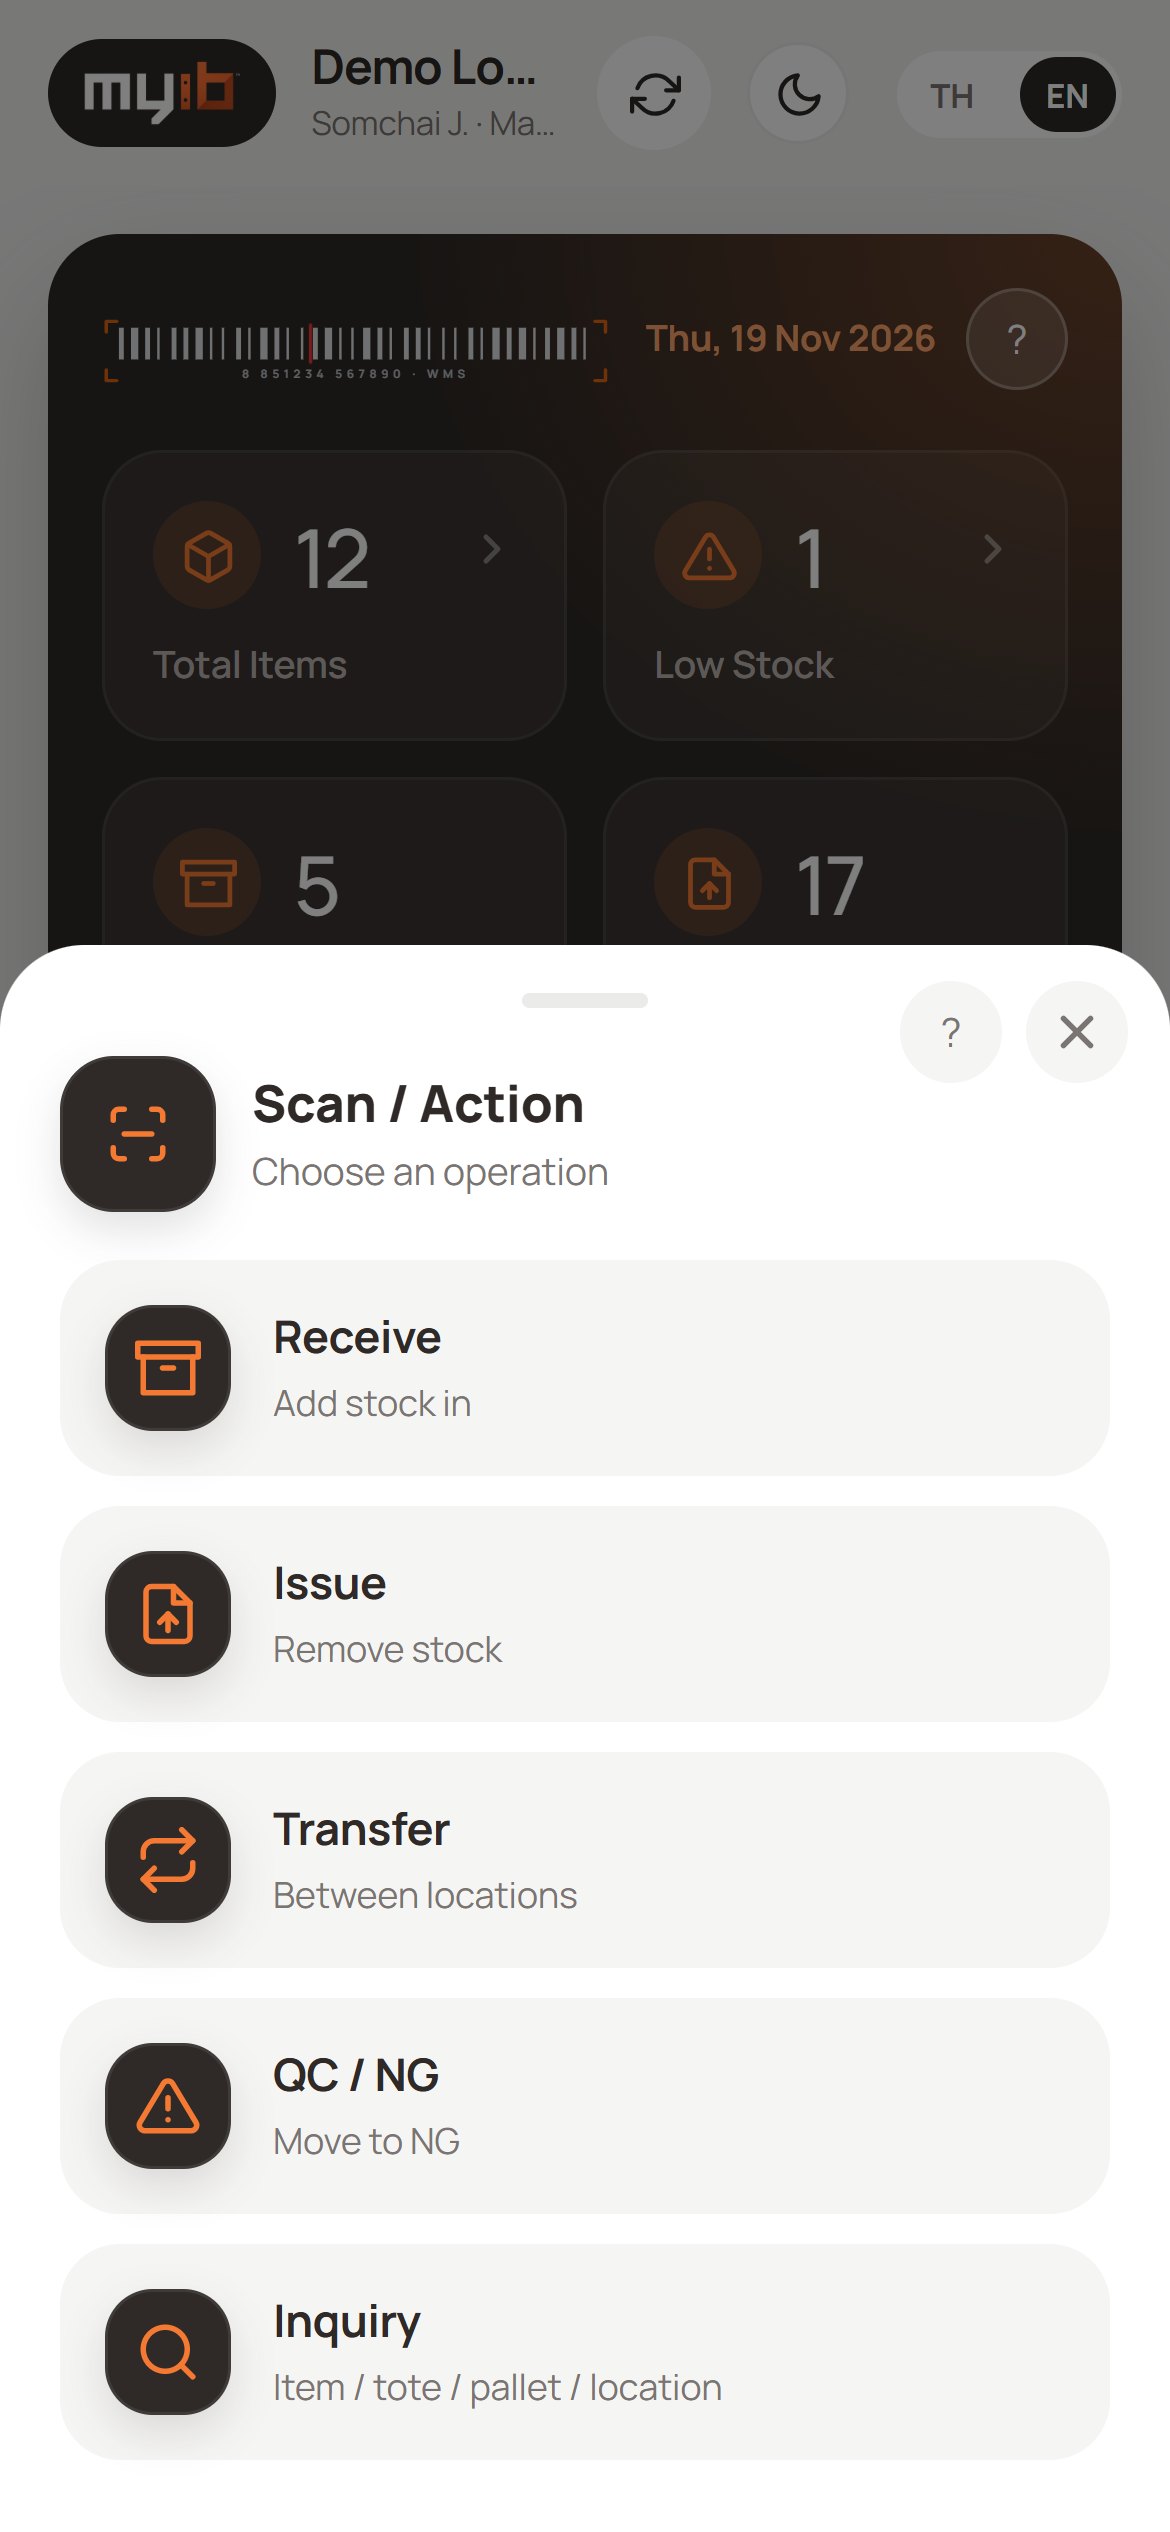 myib
Demo Lo...
Somchai J. · Ma...
TH
EN
8 851234 567890 · WMS
Thu, 19 Nov 2026
?
12
Total Items
1
Low Stock
5
17
?
Scan / Action
Choose an operation
Receive
Add stock in
Issue
Remove stock
Transfer
Between locations
QC / NG
Move to NG
Inquiry
Item / tote / pallet / location